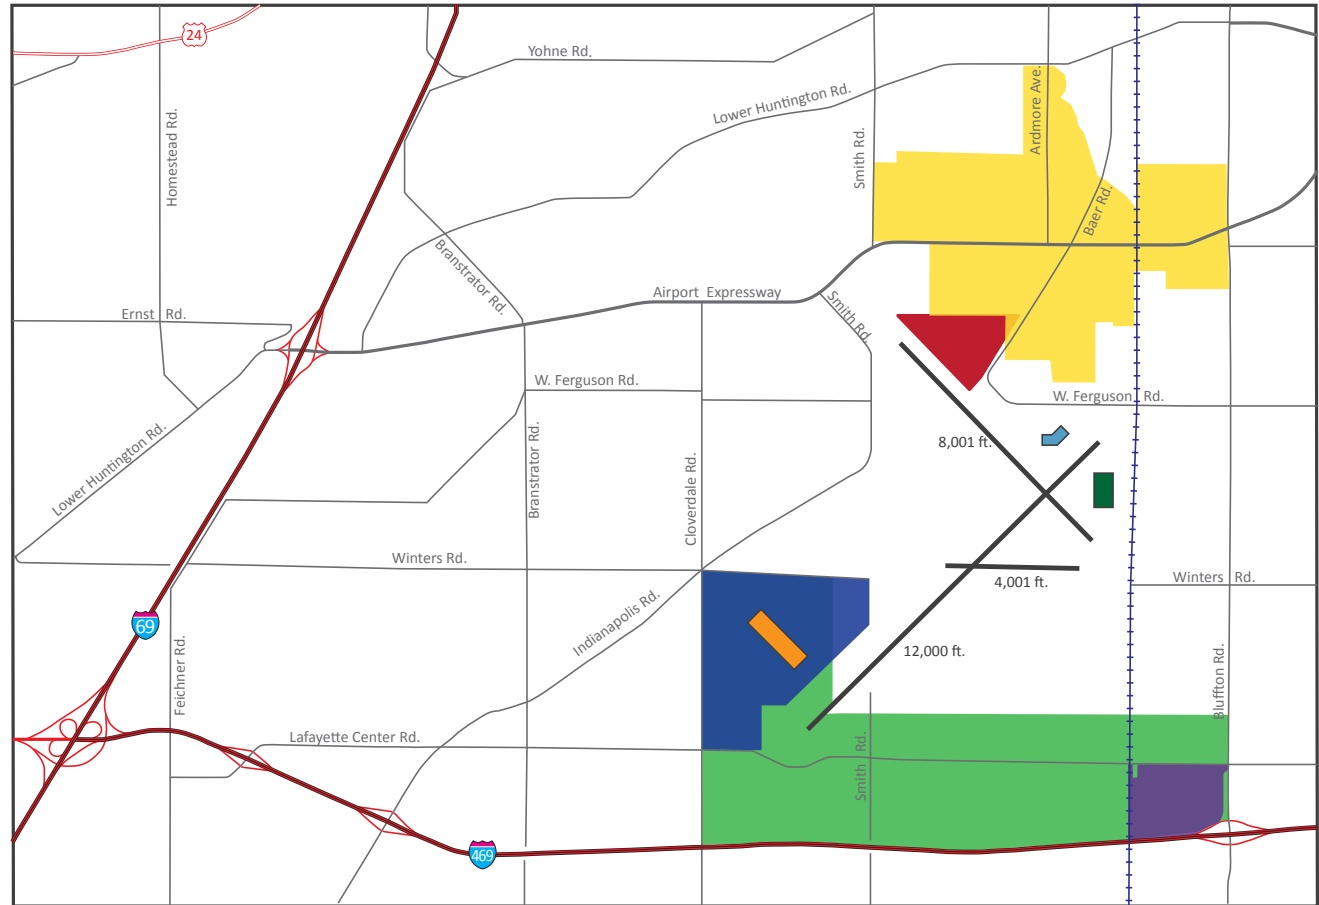 24
Yohne Rd.
Lower Huntington Rd.
Ardmore Ave.
Smith Rd.
Homestead Rd.
Baer Rd.
Branstrator Rd.
Airport Expressway
Smith Rd.
Ernst Rd.
W. Ferguson Rd.
W. Ferguson Rd.
8,001 ft.
Lower Huntington Rd.
Branstrator Rd.
Cloverdale Rd.
Winters Rd.
4,001 ft.
Winters Rd.
69
Indianapolis Rd.
12,000 ft.
Feichner Rd.
Bluffton Rd.
Lafayette Center Rd.
Smith Rd.
469